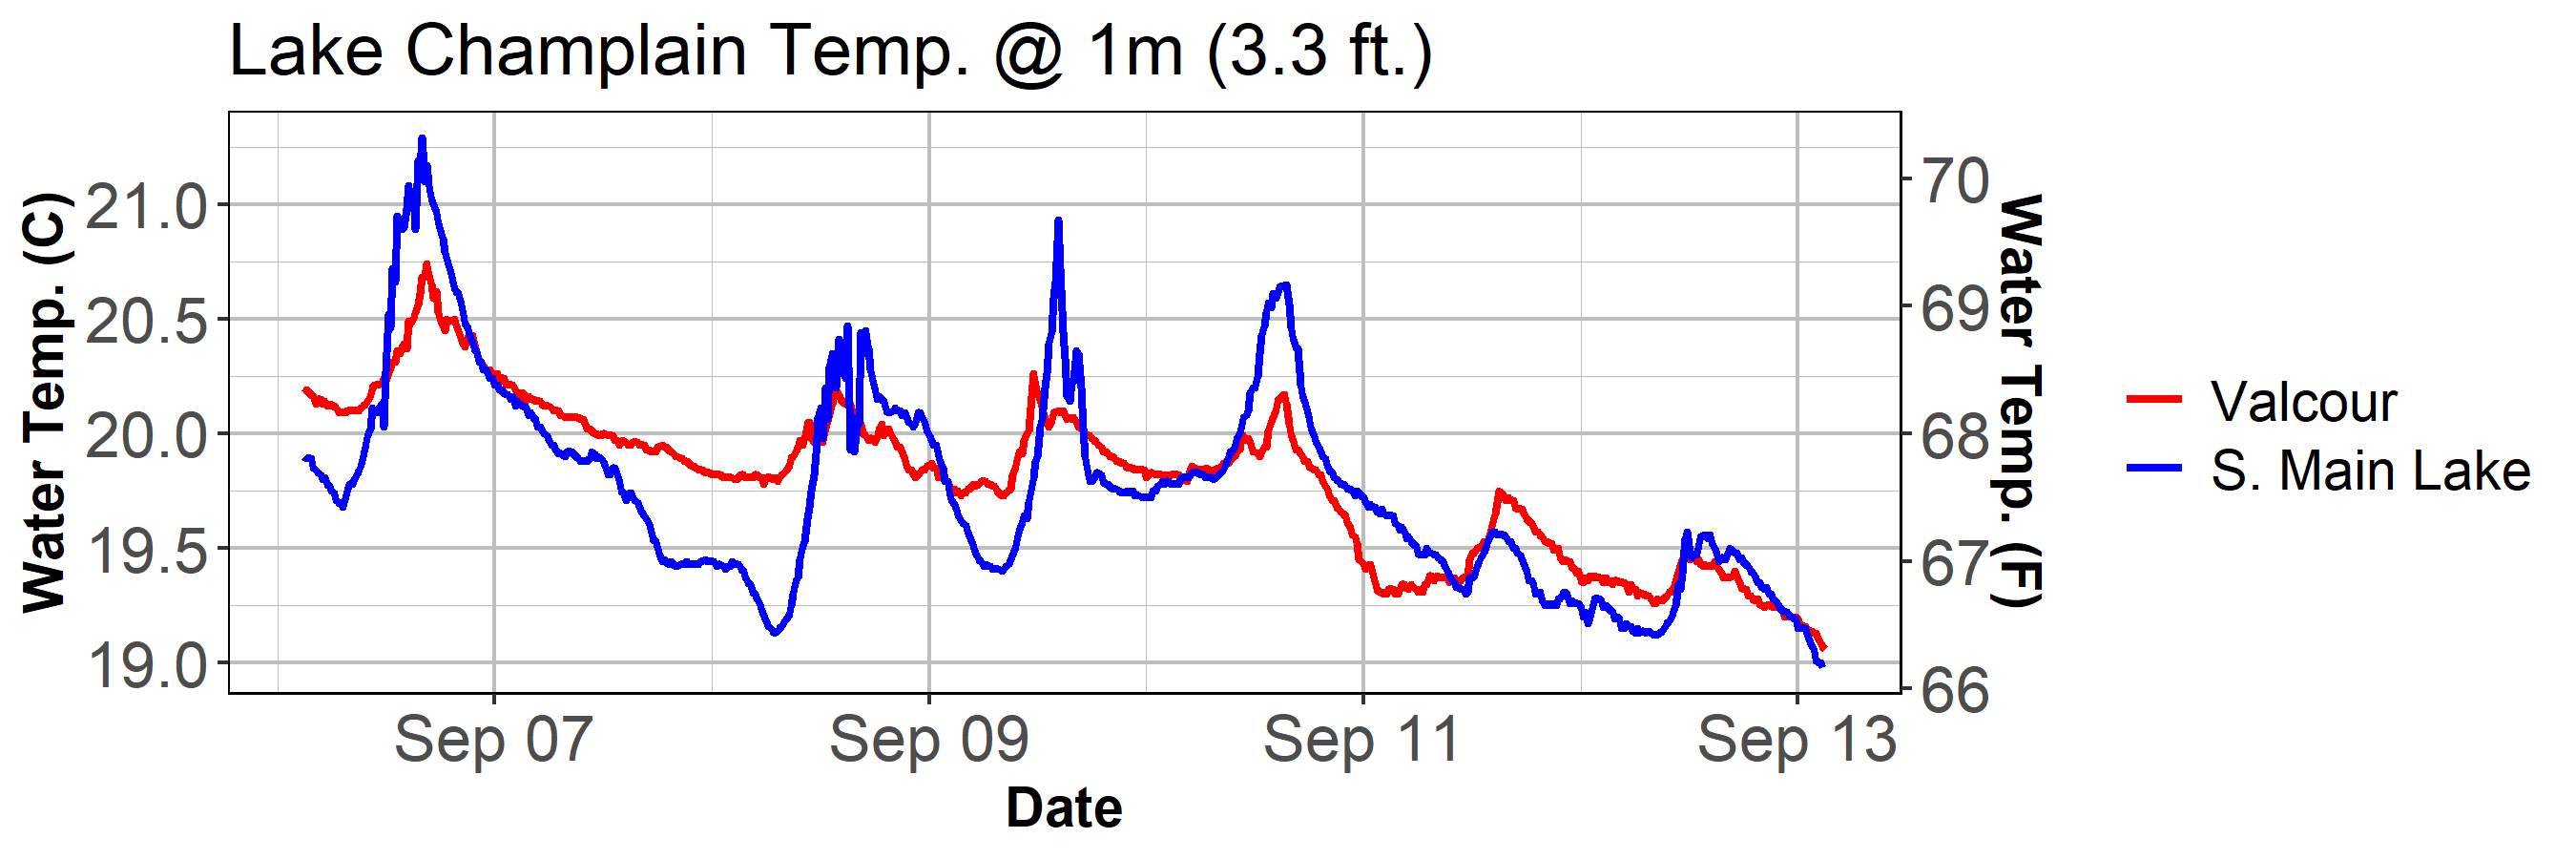 Lake Champlain Temp. @ 1m (3.3 ft.)
Water Temp. (C)
21.0
20.5
20.0
19.5
19.0
70
69
68
67
66
Water Temp. (F)
Sep 07
Sep 09
Sep 11
Sep 13
Date
Valcour
S. Main Lake